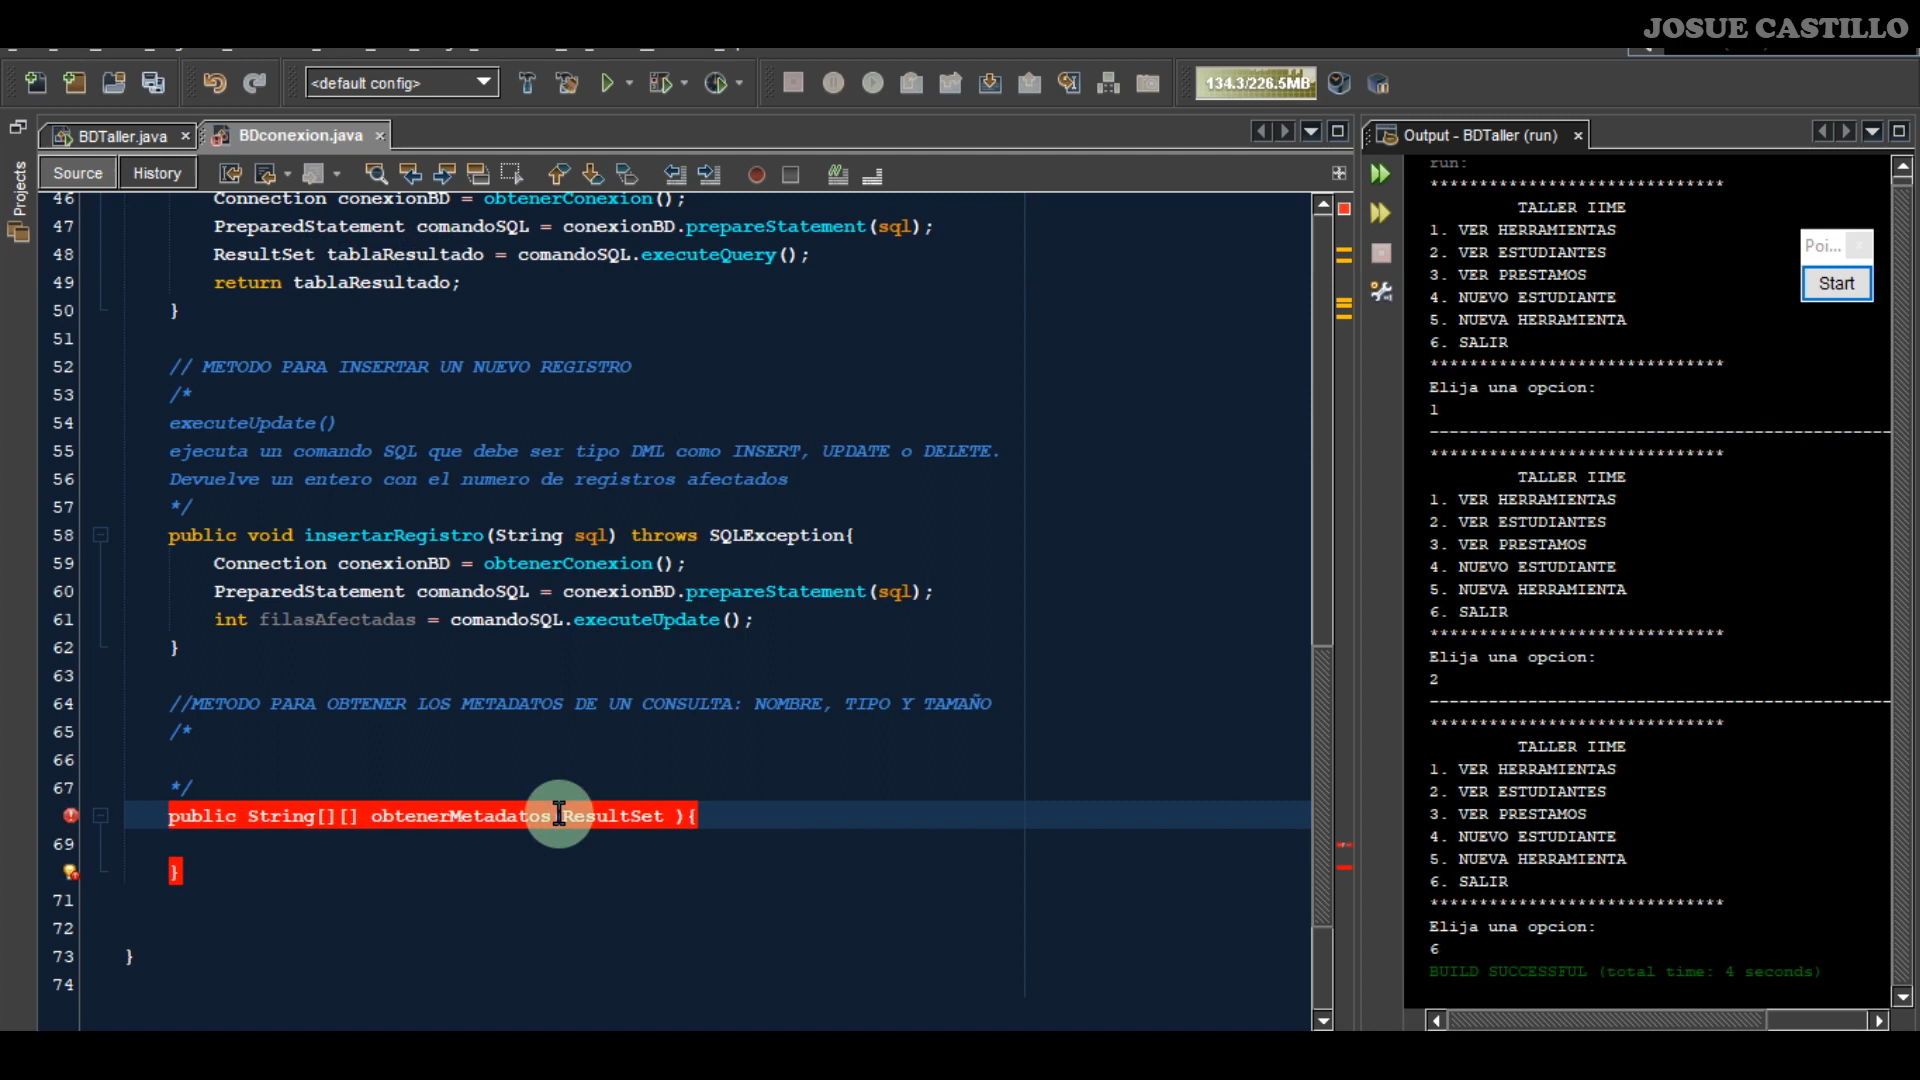 JOSUE CASTILLO
<default config>
134.3/226.5MB
BDTaller.java
BDconexion.java
Output - BDTaller (run)
Projects
Source
History
46 Connection conexionBD = obtenerConexion();
47 PreparedStatement comandoSQL = conexionBD.prepareStatement(sql);
48 ResultSet tablaResultado = comandoSQL.executeQuery();
49 return tablaResultado;
50 }
51
52 // METODO PARA INSERTAR UN NUEVO REGISTRO
53 /*
54 executeUpdate()
55 ejecuta un comando SQL que debe ser tipo DML como INSERT, UPDATE o DELETE.
56 Devuelve un entero con el numero de registros afectados
57 */
58 public void insertarRegistro(String sql) throws SQLException{
59 Connection conexionBD = obtenerConexion();
60 PreparedStatement comandoSQL = conexionBD.prepareStatement(sql);
61 int filasAfectadas = comandoSQL.executeUpdate();
62 }
63
64 //METODO PARA OBTENER LOS METADATOS DE UN CONSULTA: NOMBRE, TIPO Y TAMAÑO
65 /*
66
67 */
public String[][] obtenerMetadatos ResultSet ){
69
}
71
72
73 }
74
run:
******************************
TALLER IIME
1. VER HERRAMIENTAS
2. VER ESTUDIANTES
3. VER PRESTAMOS
4. NUEVO ESTUDIANTE
5. NUEVA HERRAMIENTA
6. SALIR
******************************
Elija una opcion:
1
-----------------------------------------------
******************************
TALLER IIME
1. VER HERRAMIENTAS
2. VER ESTUDIANTES
3. VER PRESTAMOS
4. NUEVO ESTUDIANTE
5. NUEVA HERRAMIENTA
6. SALIR
******************************
Elija una opcion:
2
-----------------------------------------------
******************************
TALLER IIME
1. VER HERRAMIENTAS
2. VER ESTUDIANTES
3. VER PRESTAMOS
4. NUEVO ESTUDIANTE
5. NUEVA HERRAMIENTA
6. SALIR
******************************
Elija una opcion:
6
BUILD SUCCESSFUL (total time: 4 seconds)
Poi...
Start